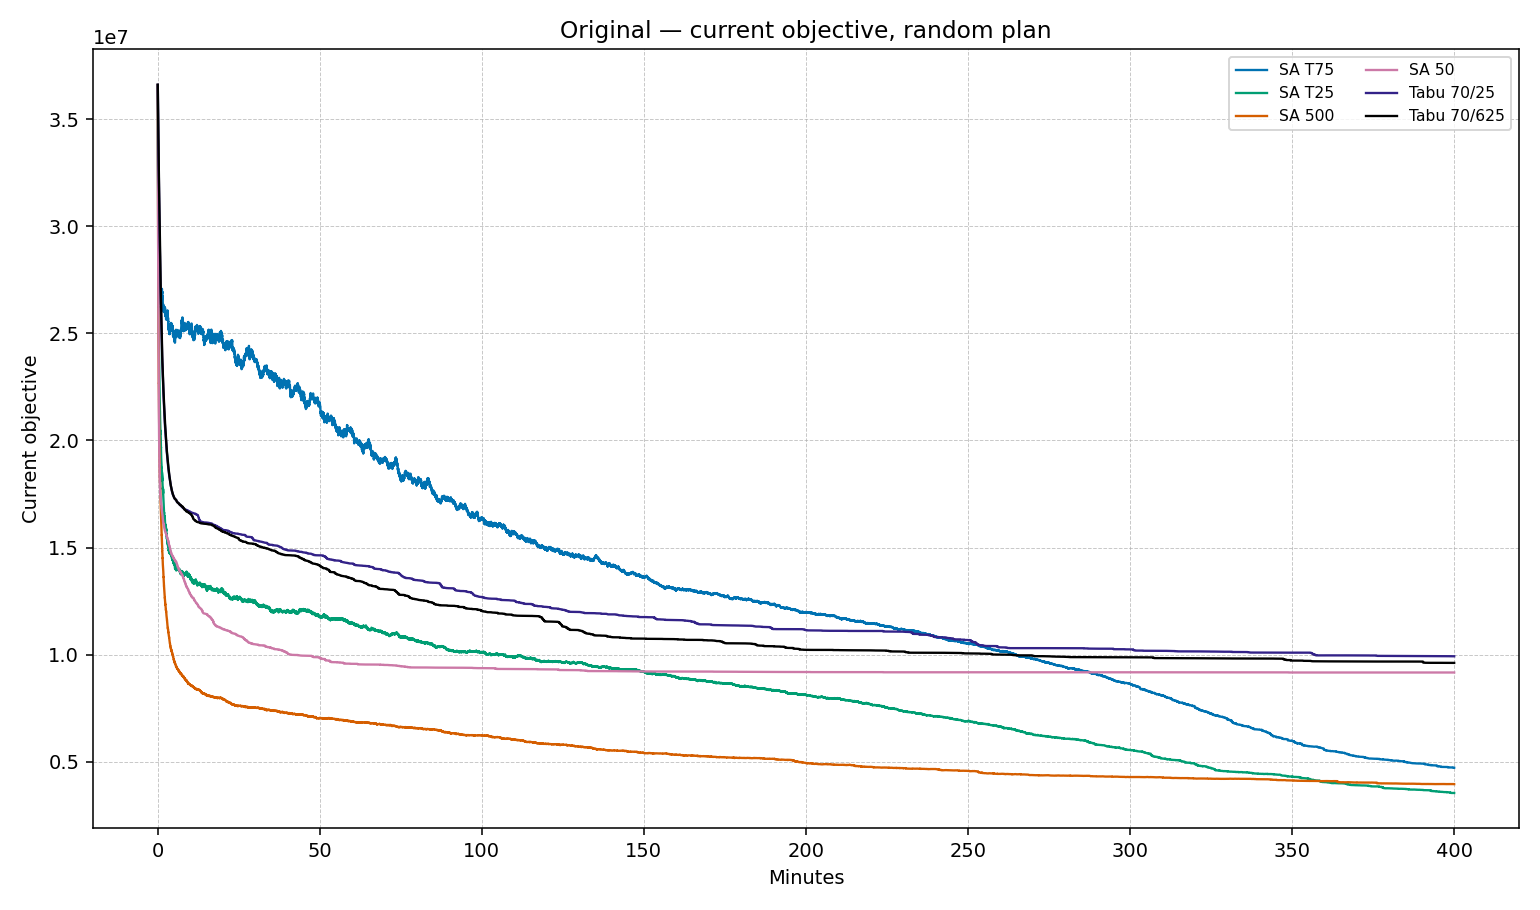 Original — current objective, random plan
1e7
SA T75
SA T25
SA 500
SA 50
Tabu 70/25
Tabu 70/625
3.5
3.0
2.5
2.0
1.5
1.0
0.5
Current objective
0 50 100 150 200 250 300 350 400
Minutes